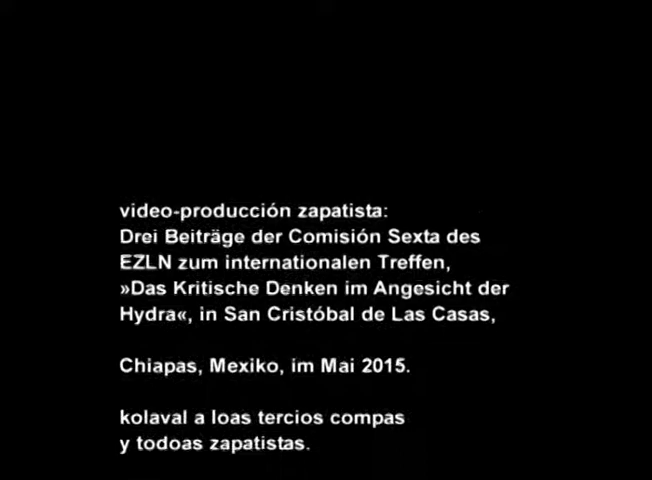 video-producción zapatista:
Drei Beiträge der Comisión Sexta des
EZLN zum internationalen Treffen,
»Das Kritische Denken im Angesicht der
Hydra«, in San Cristóbal de Las Casas,
Chiapas, Mexiko, im Mai 2015.
kolaval a loas tercios compas
y todoas zapatistas.